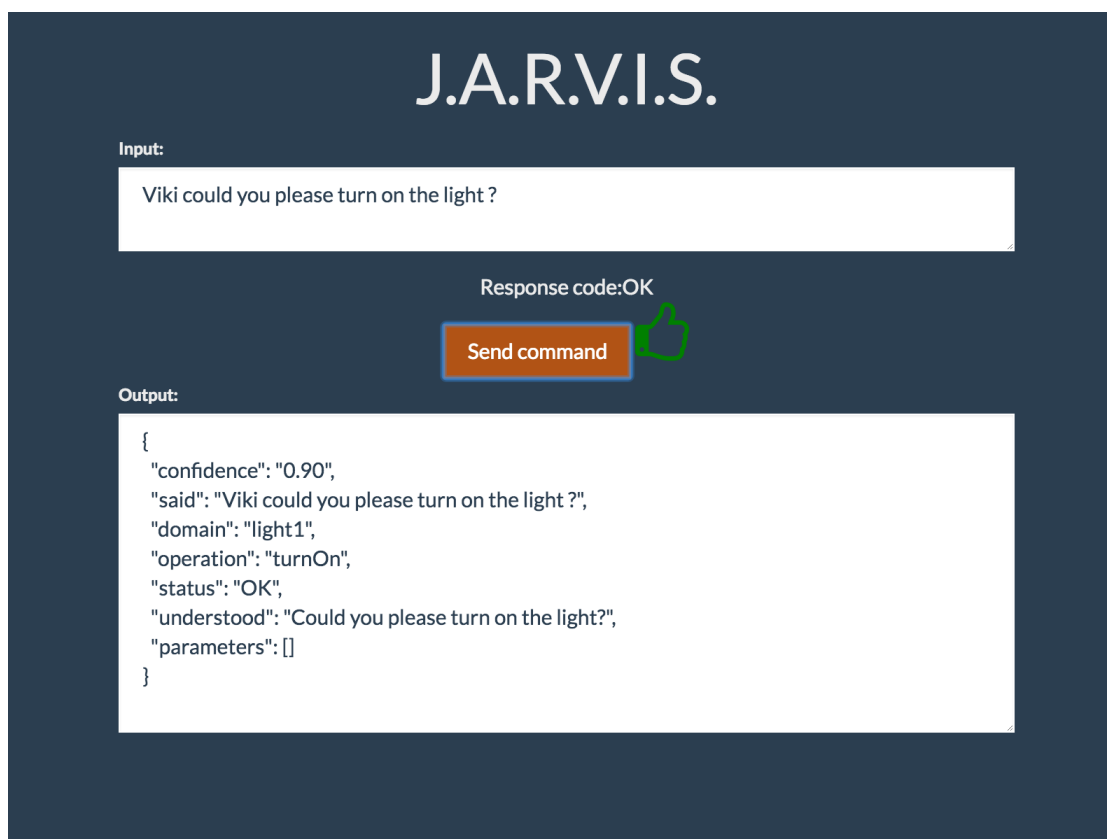 J.A.R.V.I.S.
Input:
Viki could you please turn on the light ?
Response code:OK
Send command
Output:
{
"confidence": "0.90",
"said": "Viki could you please turn on the light ?",
"domain": "light1",
"operation": "turnOn",
"status": "OK",
"understood": "Could you please turn on the light?",
"parameters": []
}